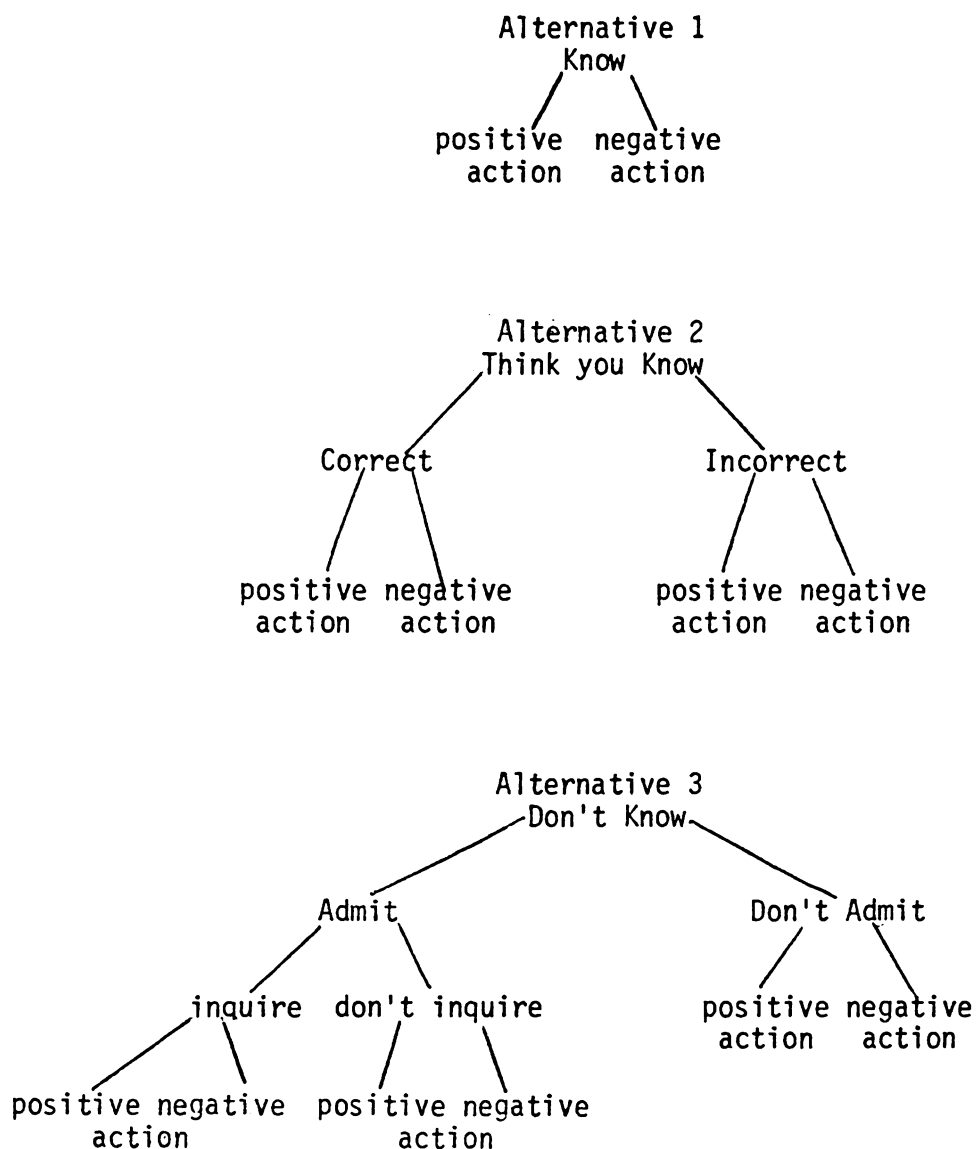 Alternative 1
Know
positive negative
action action
Alternative 2
Think you Know
Correct Incorrect
positive negative positive negative
action action action action
Alternative 3
Don't Know
Admit Don't Admit
inquire don't inquire positive negative
action action
positive negative positive negative
action action